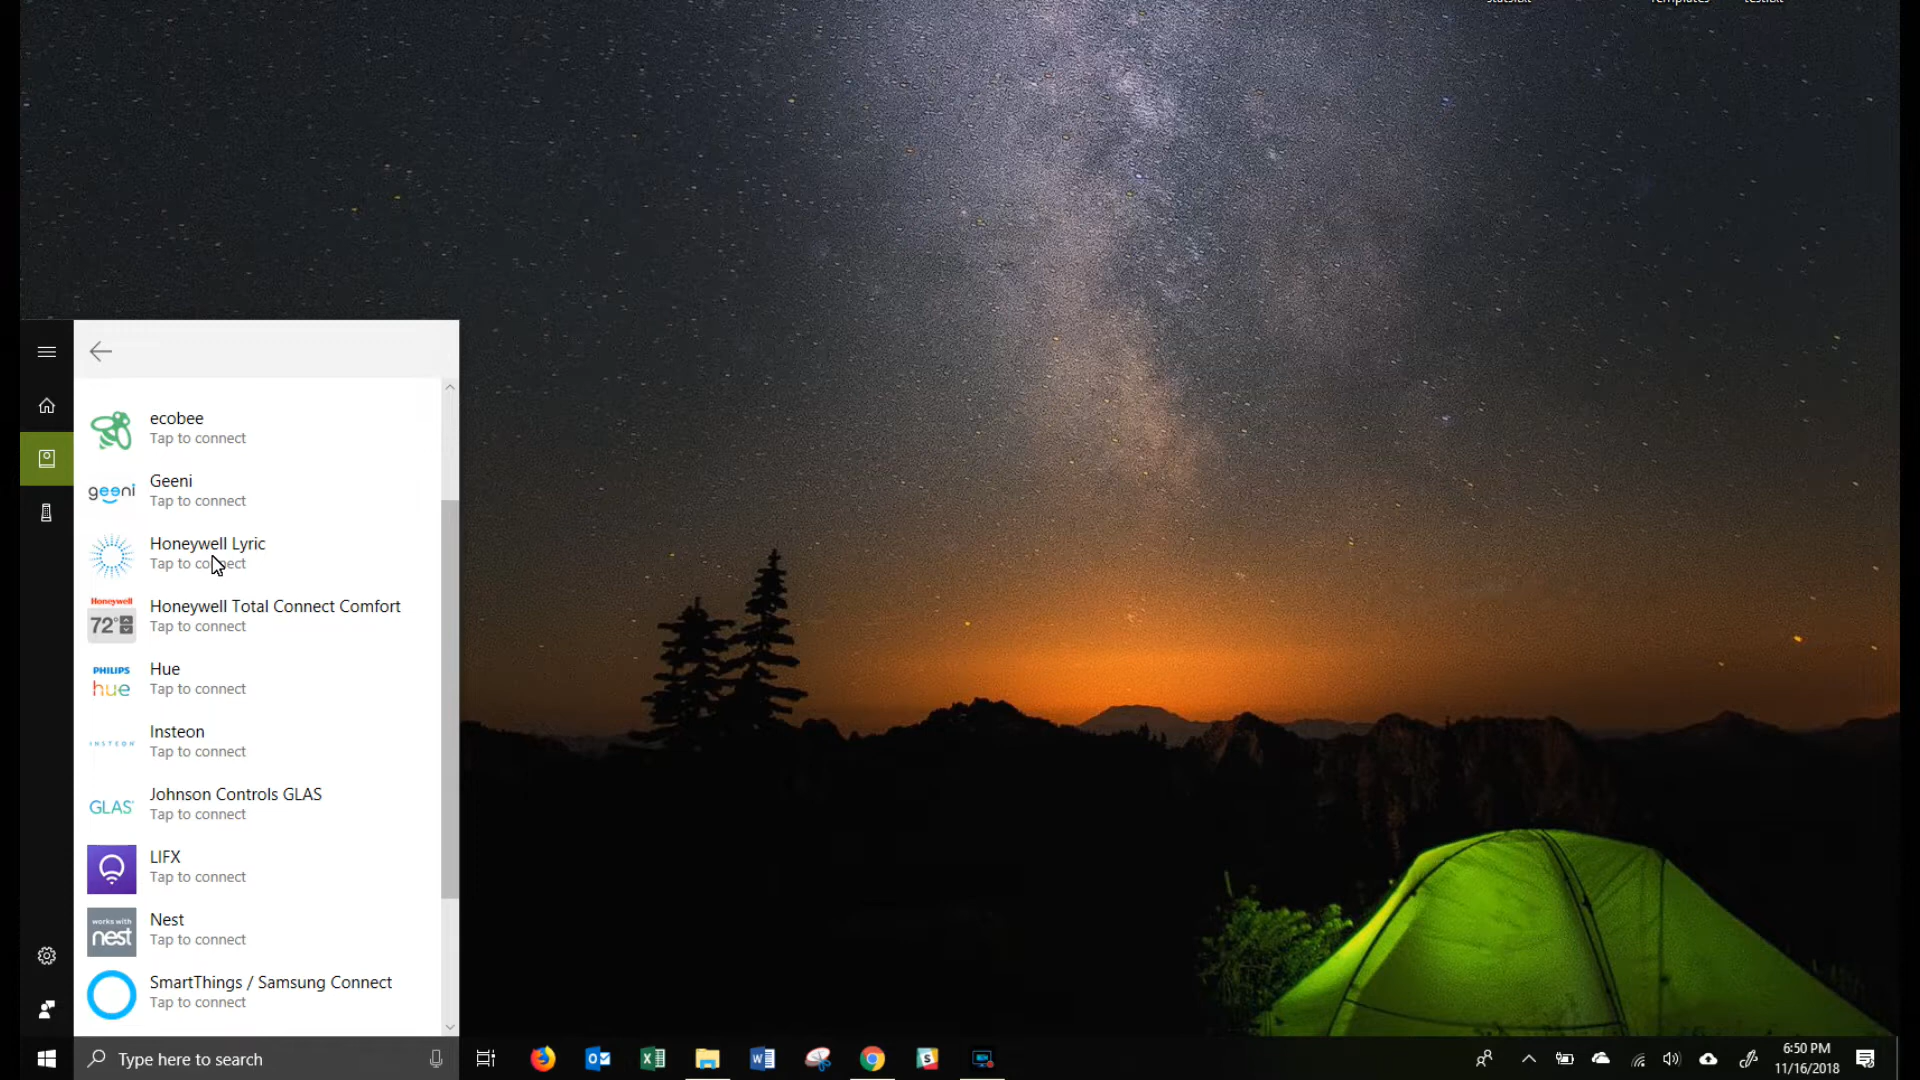 ecobee
Tap to connect
geeni
Geeni
Tap to connect
Honeywell Lyric
Tap to connect
Honeywell
72°
Honeywell Total Connect Comfort
Tap to connect
PHILIPS
hue
Hue
Tap to connect
INSTEON
Insteon
Tap to connect
GLAS
Johnson Controls GLAS
Tap to connect
LIFX
Tap to connect
works with
nest
Nest
Tap to connect
SmartThings / Samsung Connect
Tap to connect
Type here to search
6:50 PM
11/16/2018